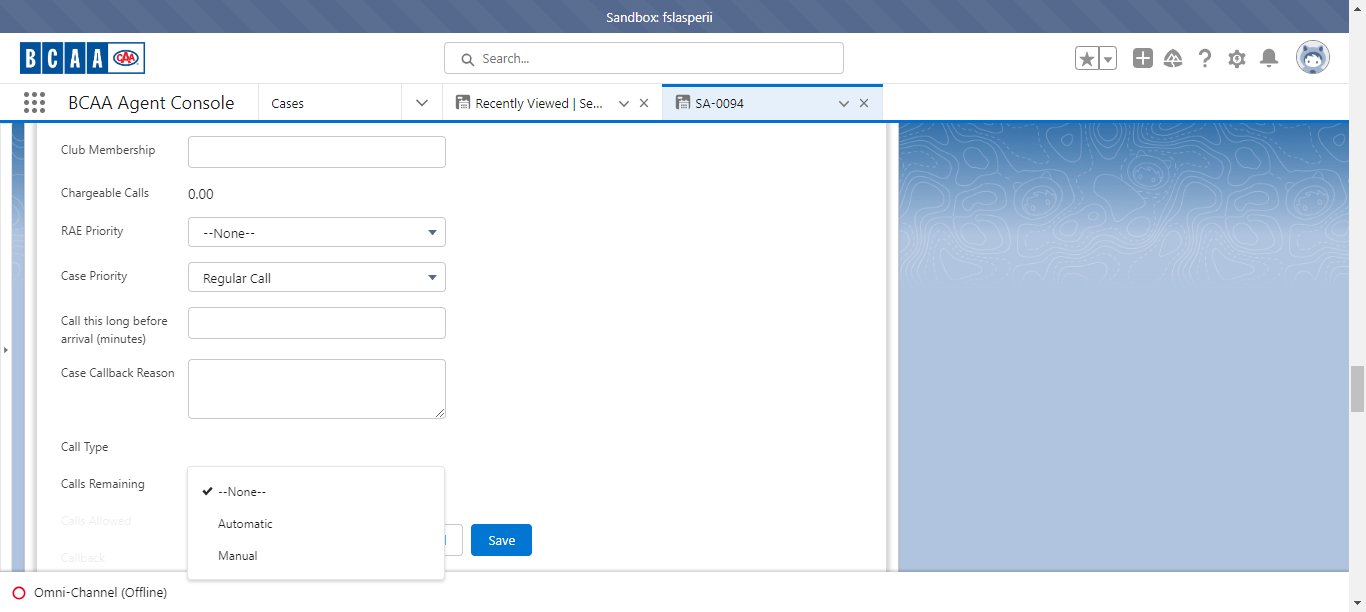 Sandbox: fslasperii
BCAA CAA
Search...
BCAA Agent Console
Cases
Recently Viewed | Se...
SA-0094
Club Membership
Chargeable Calls
0.00
RAE Priority
--None--
Case Priority
Regular Call
Call this long before
arrival (minutes)
Case Callback Reason
Call Type
Calls Remaining
--None--
Calls Allowed
Automatic
Save
Callback
Manual
Omni-Channel (Offline)